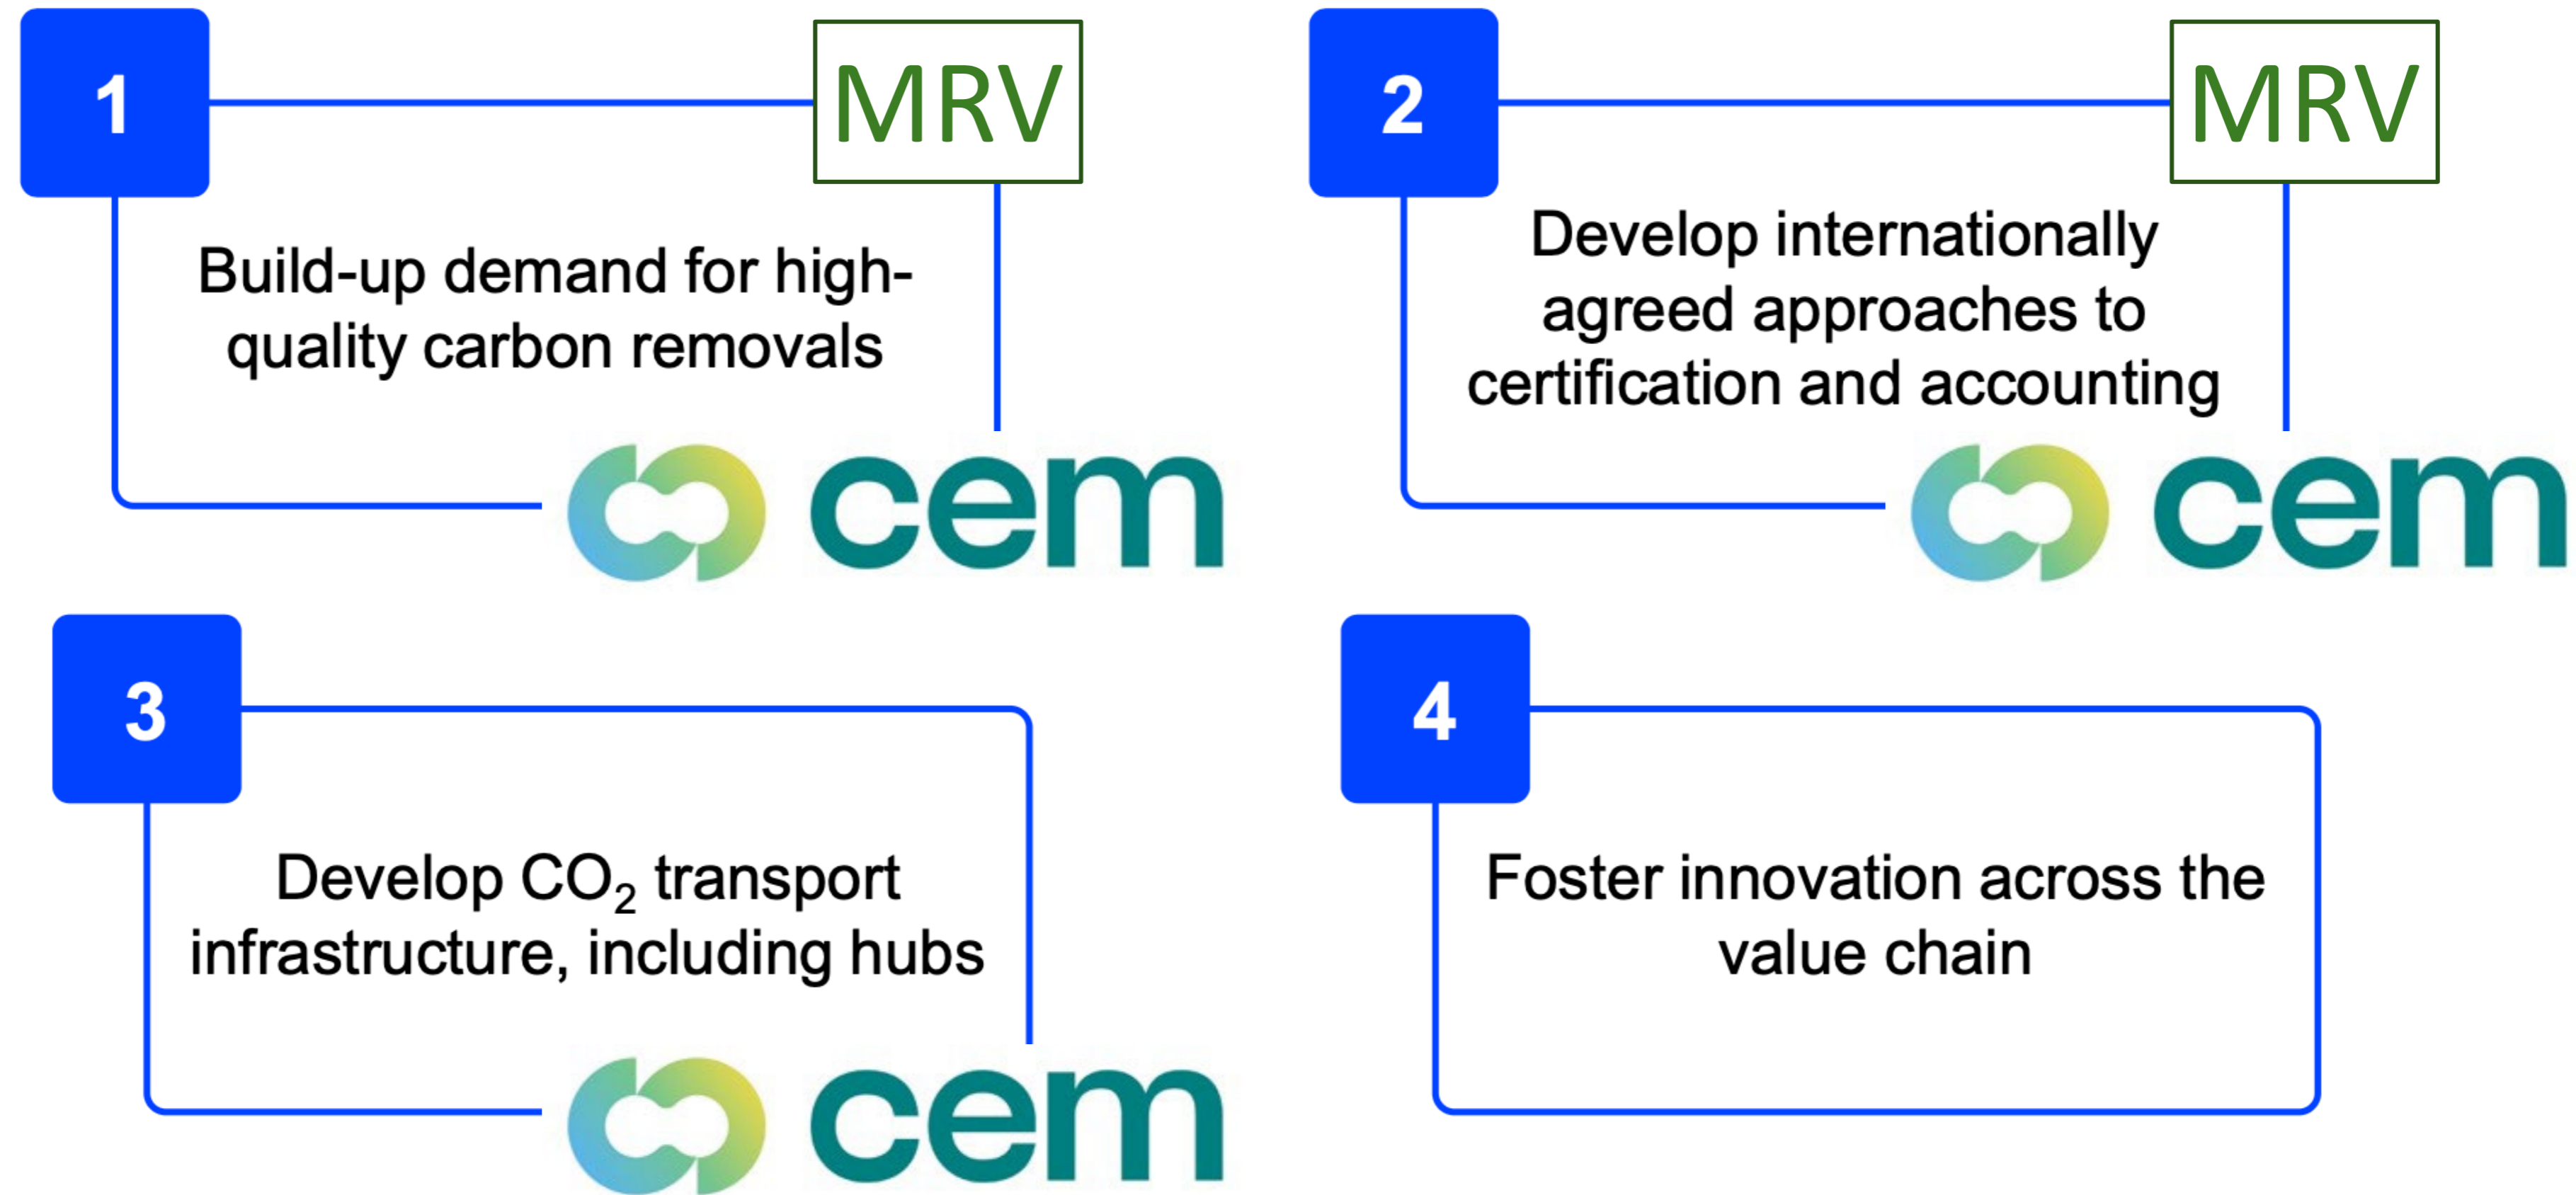 1
MRV
Build-up demand for high-
quality carbon removals
cem
2
MRV
Develop internationally
agreed approaches to
certification and accounting
cem
3
Develop CO₂ transport
infrastructure, including hubs
cem
4
Foster innovation across the
value chain